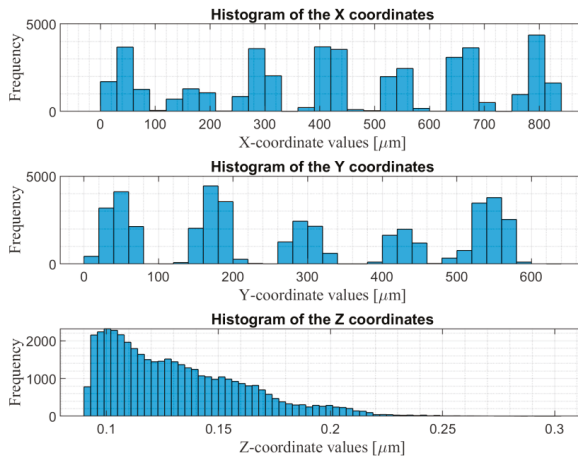 Histogram of the X coordinates
5000
0
Frequency
0 100 200 300 400 500 600 700 800
X-coordinate values [μm]
Histogram of the Y coordinates
5000
0
Frequency
0 100 200 300 400 500 600
Y-coordinate values [μm]
Histogram of the Z coordinates
2000
1000
0
Frequency
0.1 0.15 0.2 0.25 0.3
Z-coordinate values [μm]